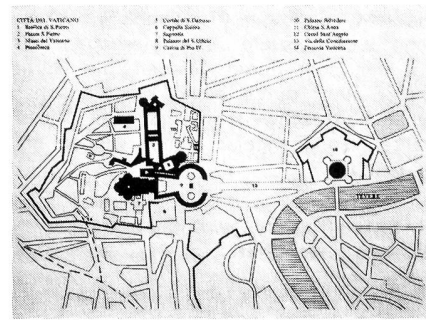 CITTÀ DEL VATICANO
1 Basilica di S. Pietro
2 Piazza S. Pietro
3 Musei del Vaticano
4 Pinacoteca
5 Cortile di S. Damaso
6 Cappella Sistina
7 Sagrestia
8 Palazzo del S. Uffizio
9 Casina di Pio IV
10 Palazzo Belvedere
11 Chiesa S. Anna
12 Castel Sant'Angelo
13 Via della Conciliazione
14 Ferrovia Vaticana
TEVERE
13